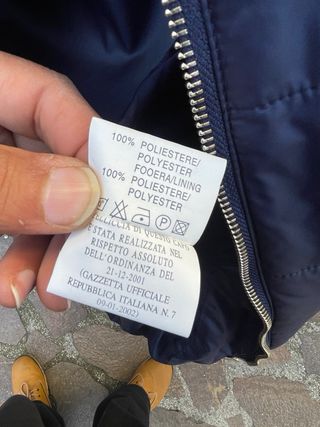 100% POLIESTERE/
POLYESTER
FODERA/LINING
100% POLIESTERE/
POLYESTER
PELLICCIA DI QUESTO CAPO
È STATA REALIZZATA NEL
RISPETTO ASSOLUTO
DELL'ORDINANZA DEL
21-12-2001
(GAZZETTA UFFICIALE
REPUBBLICA ITALIANA N. 7
09-01-2002)